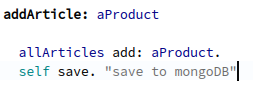 addArticle: aProduct
allArticles add: aProduct.
self save. "save to mongoDB"